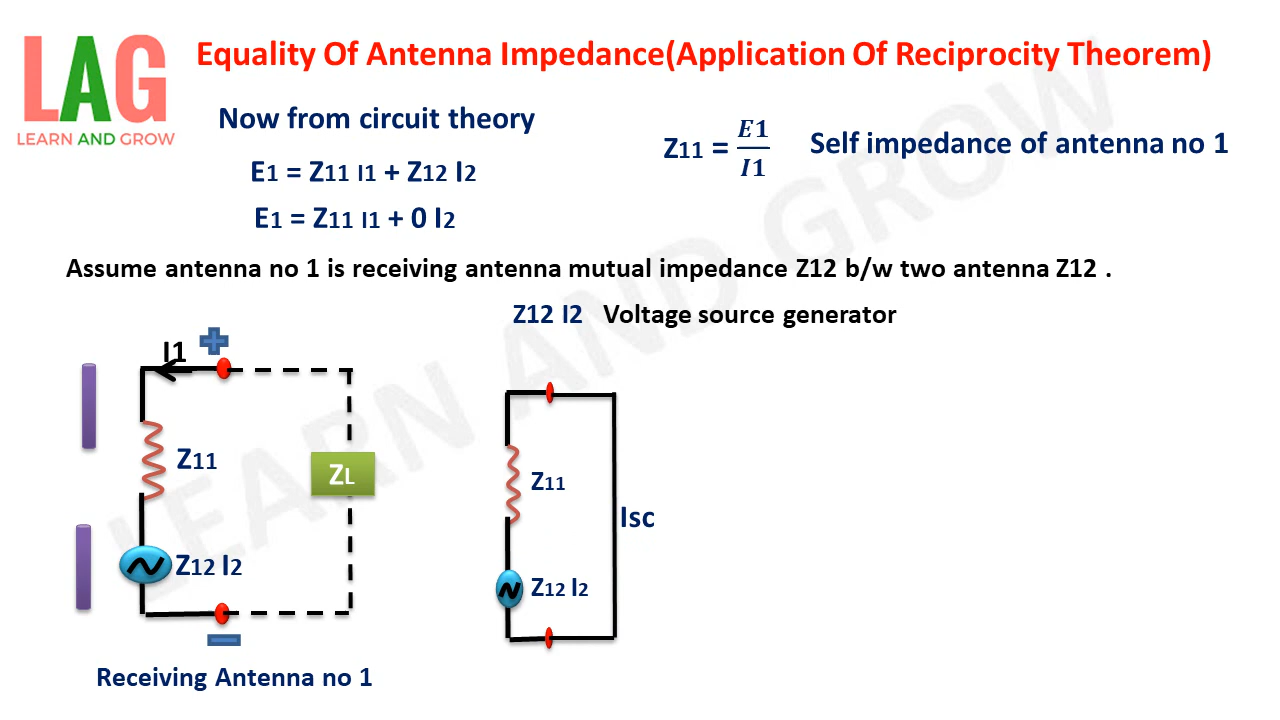 LAG
LEARN AND GROW
Equality Of Antenna Impedance(Application Of Reciprocity Theorem)
Now from circuit theory
E1 = Z11 I1 + Z12 I2
E1 = Z11 I1 + 0 I2
Z11 = E1/I1 Self impedance of antenna no 1
Assume antenna no 1 is receiving antenna mutual impedance Z12 b/w two antenna Z12 .
Z12 I2 Voltage source generator
I1
Z11
ZL
Z12 I2
Receiving Antenna no 1
Z11
Isc
Z12 I2
LEARN AND GROW